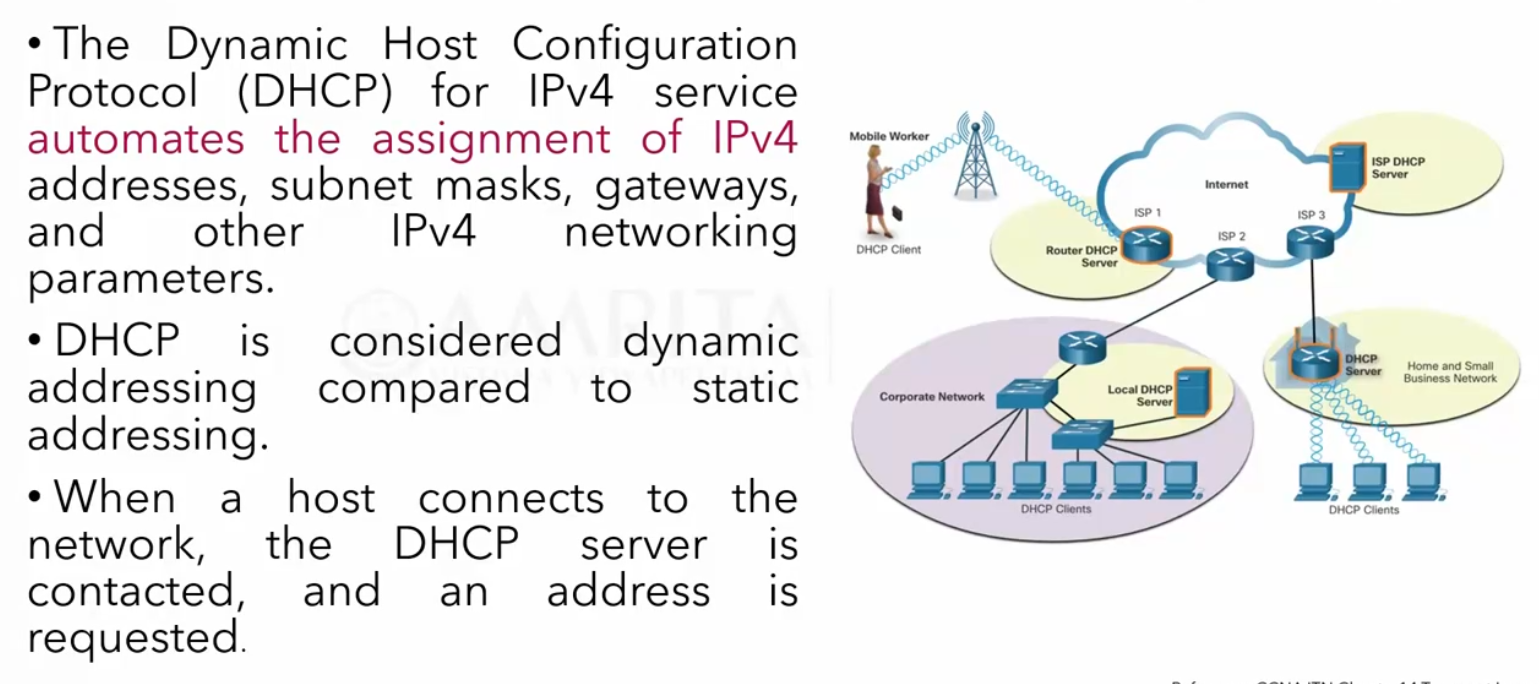 • The Dynamic Host Configuration
Protocol (DHCP) for IPv4 service
automates the assignment of IPv4
addresses, subnet masks, gateways,
and other IPv4 networking
parameters.
• DHCP is considered dynamic
addressing compared to static
addressing.
• When a host connects to the
network, the DHCP server is
contacted, and an address is
requested.
Mobile Worker
DHCP Client
Internet
ISP DHCP
Server
ISP 1
ISP 2
ISP 3
Router DHCP
Server
Corporate Network
Local DHCP
Server
DHCP Clients
DHCP
Server
Home and Small
Business Network
DHCP Clients
AMRITA